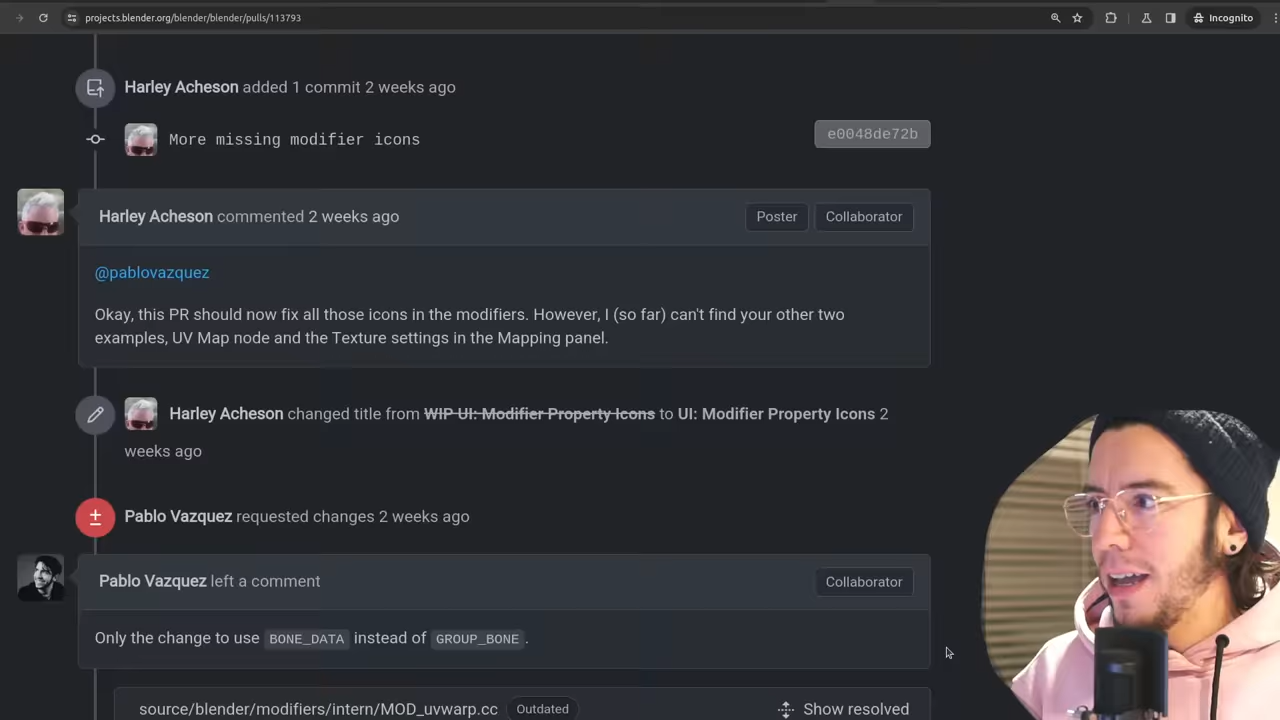 projects.blender.org/blender/blender/pulls/113793
Incognito
Harley Acheson added 1 commit 2 weeks ago
More missing modifier icons
e0048de72b
Harley Acheson commented 2 weeks ago
Poster
Collaborator
@pablovazquez
Okay, this PR should now fix all those icons in the modifiers. However, I (so far) can't find your other two
examples, UV Map node and the Texture settings in the Mapping panel.
Harley Acheson changed title from WIP UI: Modifier Property Icons to UI: Modifier Property Icons 2
weeks ago
Pablo Vazquez requested changes 2 weeks ago
Pablo Vazquez left a comment
Collaborator
Only the change to use BONE_DATA instead of GROUP_BONE.
source/blender/modifiers/intern/MOD_uvwarp.cc
Outdated
Show resolved